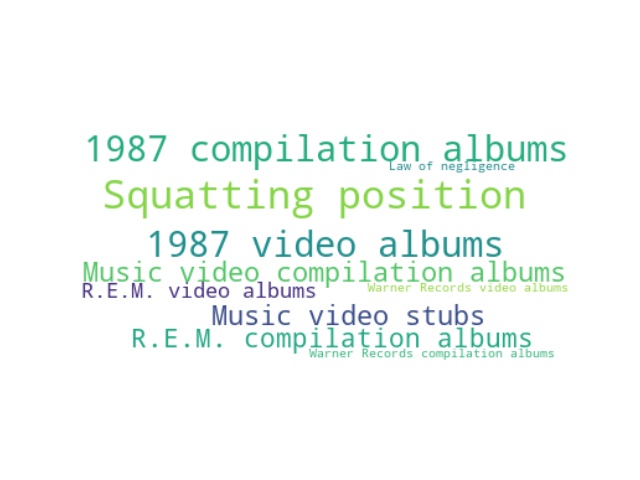 1987 compilation albums
Law of negligence
Squatting position
1987 video albums
Music video compilation albums
R.E.M. video albums
Warner Records video albums
Music video stubs
R.E.M. compilation albums
Warner Records compilation albums